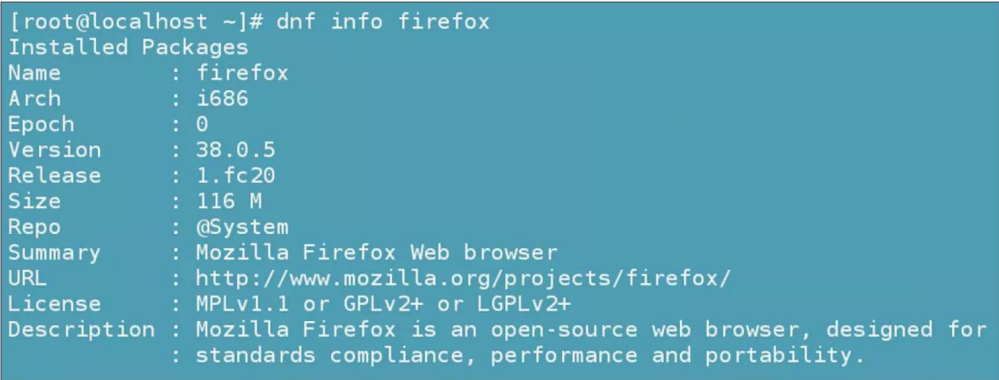 [root@localhost ~]# dnf info firefox
Installed Packages
Name        : firefox
Arch        : i686
Epoch       : 0
Version     : 38.0.5
Release     : 1.fc20
Size        : 116 M
Repo        : @System
Summary     : Mozilla Firefox Web browser
URL         : http://www.mozilla.org/projects/firefox/
License     : MPLv1.1 or GPLv2+ or LGPLv2+
Description : Mozilla Firefox is an open-source web browser, designed for
            : standards compliance, performance and portability.